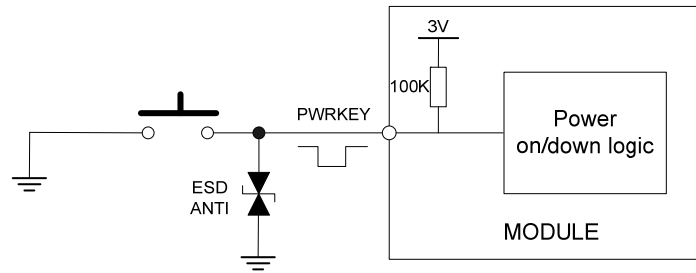 3V
100K
PWRKEY
Power
on/down logic
ESD
ANTI
MODULE